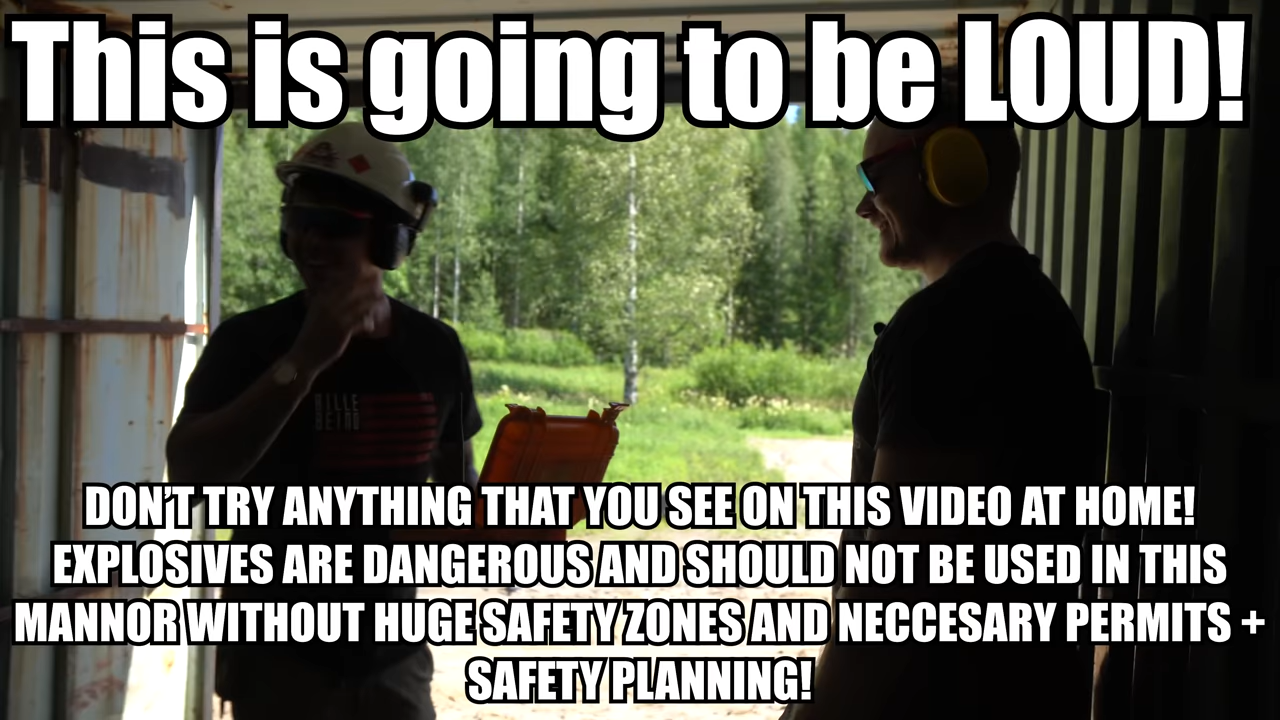 This is going to be LOUD!
DON'T TRY ANYTHING THAT YOU SEE ON THIS VIDEO AT HOME!
EXPLOSIVES ARE DANGEROUS AND SHOULD NOT BE USED IN THIS
MANNOR WITHOUT HUGE SAFETY ZONES AND NECCESARY PERMITS +
SAFETY PLANNING!